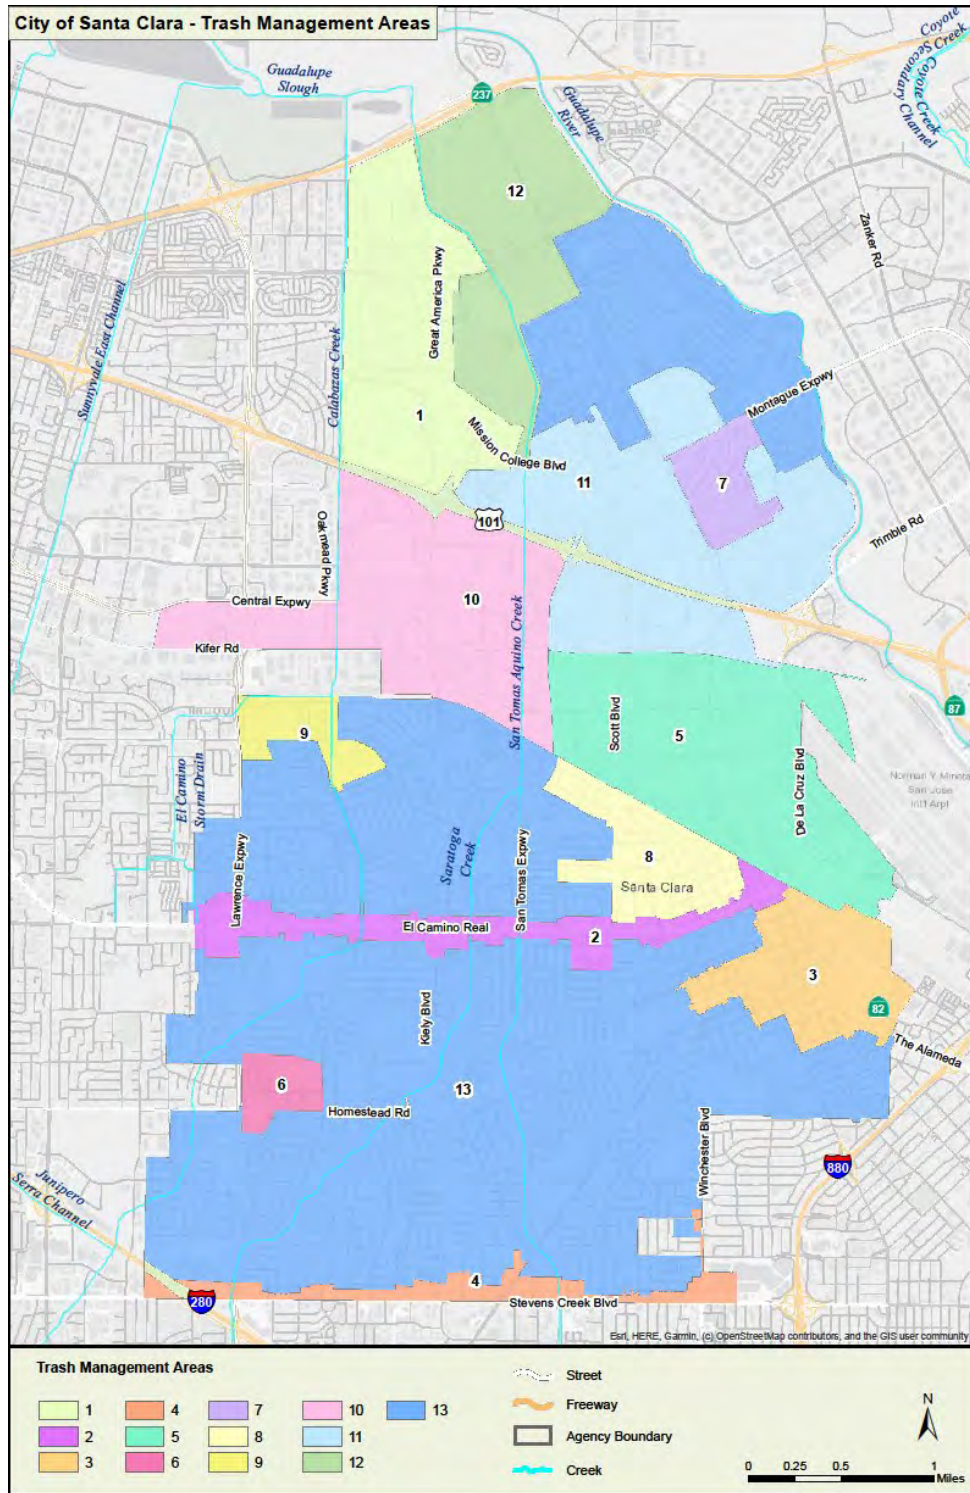 City of Santa Clara - Trash Management Areas
Coyote Creek
Secondary Channel
Coyote Creek
Guadalupe
Slough
237
Guadalupe
River
12
Zanker Rd
Great America Pkwy
Sunnyvale East Channel
Calabazas Creek
Montague Expwy
1
Mission College Blvd
11
7
101
Oakmead Pkwy
Trimble Rd
Central Expwy
10
San Tomas Aquino Creek
Kifer Rd
87
Scott Blvd
5
9
De La Cruz Blvd
Norman Y. Mineta
San Jose
Int'l Arpt
El Camino
Storm Drain
Lawrence Expwy
Saratoga
Creek
San Tomas Expwy
8
Santa Clara
El Camino Real
2
3
82
Kiely Blvd
The Alameda
6
13
Homestead Rd
Winchester Blvd
880
Junipero
Serra Channel
4
280
Stevens Creek Blvd
Esri, HERE, Garmin, (c) OpenStreetMap contributors, and the GIS user community
Trash Management Areas
1
4
7
10
13
2
5
8
11
3
6
9
12
Street
Freeway
Agency Boundary
Creek
N
0 0.25 0.5 1
Miles